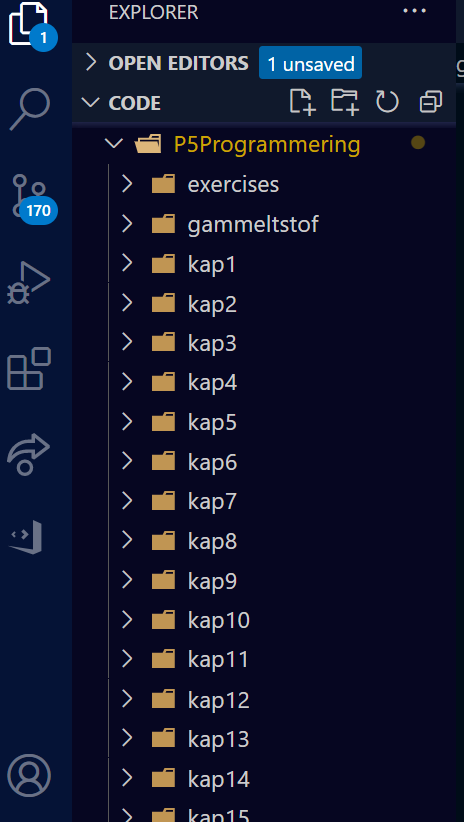 EXPLORER
1
OPEN EDITORS 1 unsaved
CODE
P5Programmering
exercises
170
gammeltstof
kap1
kap2
kap3
kap4
kap5
kap6
kap7
kap8
kap9
kap10
kap11
kap12
kap13
kap14
kap15